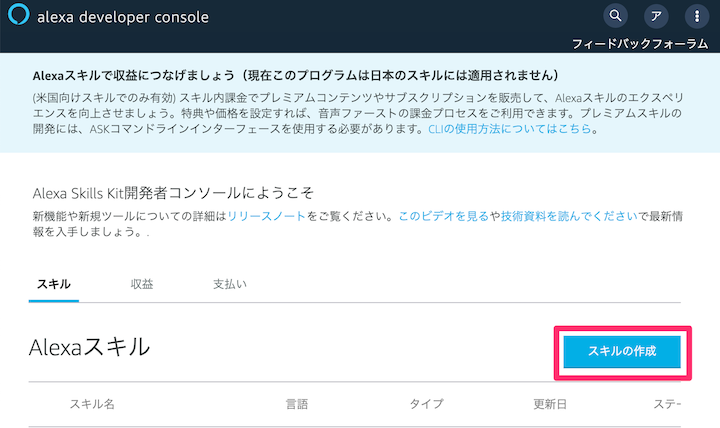 alexa developer console
ア
フィードバックフォーラム
Alexaスキルで収益につなげましょう（現在このプログラムは日本のスキルには適用されません）
(米国向けスキルでのみ有効) スキル内課金でプレミアムコンテンツやサブスクリプションを販売して、Alexaスキルのエクスペリ
エンスを向上させましょう。特典や価格を設定すれば、音声ファーストの課金プロセスをご利用できます。プレミアムスキルの
開発には、ASKコマンドラインインターフェースを使用する必要があります。CLIの使用方法についてはこちら。
Alexa Skills Kit開発者コンソールにようこそ
新機能や新規ツールについての詳細はリリースノートをご覧ください。このビデオを見るや技術資料を読んでくださいで最新情
報を入手しましょう。.
スキル 収益 支払い
Alexaスキル
スキルの作成
スキル名 言語 タイプ 更新日 ステー